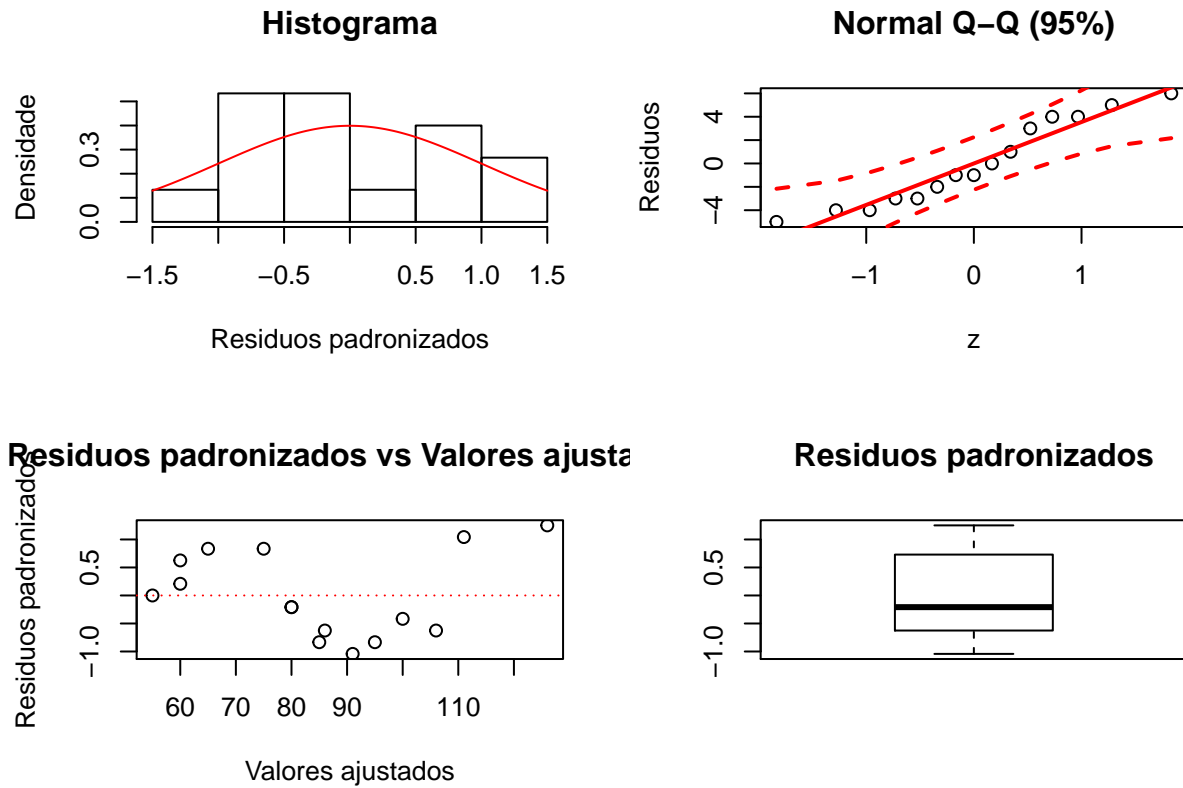 Histograma
Densidade
0.0
0.3
−1.5
−0.5
0.5
1.0
1.5
Residuos padronizados
Normal Q−Q (95%)
Residuos
−4
0
4
−1
0
1
z
Residuos padronizados vs Valores ajusta
Residuos padronizados
−1.0
0.5
60
70
80
90
110
Valores ajustados
Residuos padronizados
−1.0
0.5